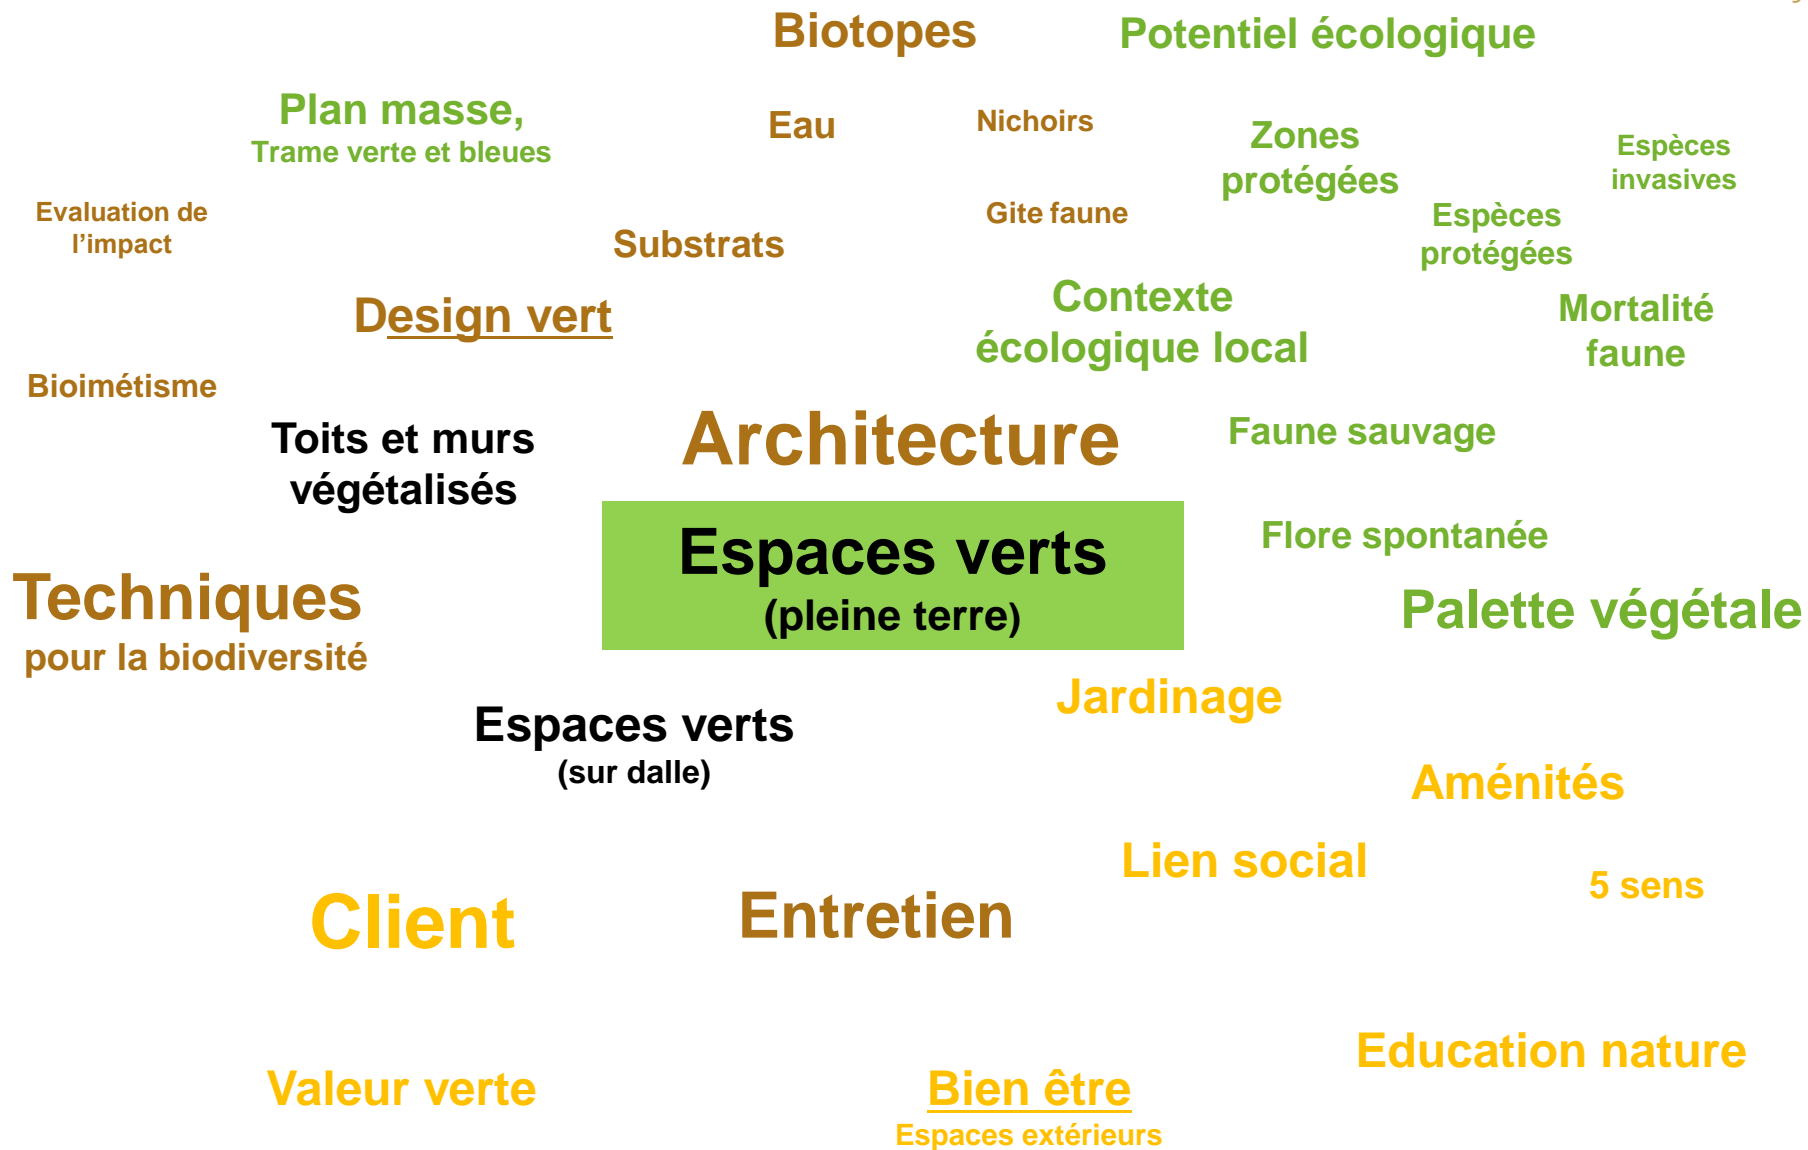 Biotopes
Potentiel écologique
Plan masse,
Trame verte et bleues
Eau
Nichoirs
Zones
protégées
Espèces
invasives
Evaluation de
l'impact
Substrats
Gite faune
Espèces
protégées
Design vert
Contexte
écologique local
Mortalité
faune
Bioimétisme
Toits et murs
végétalisés
Architecture
Faune sauvage
Espaces verts
(pleine terre)
Flore spontanée
Techniques
pour la biodiversité
Palette végétale
Espaces verts
(sur dalle)
Jardinage
Aménités
Lien social
5 sens
Client
Entretien
Valeur verte
Bien être
Espaces extérieurs
Education nature